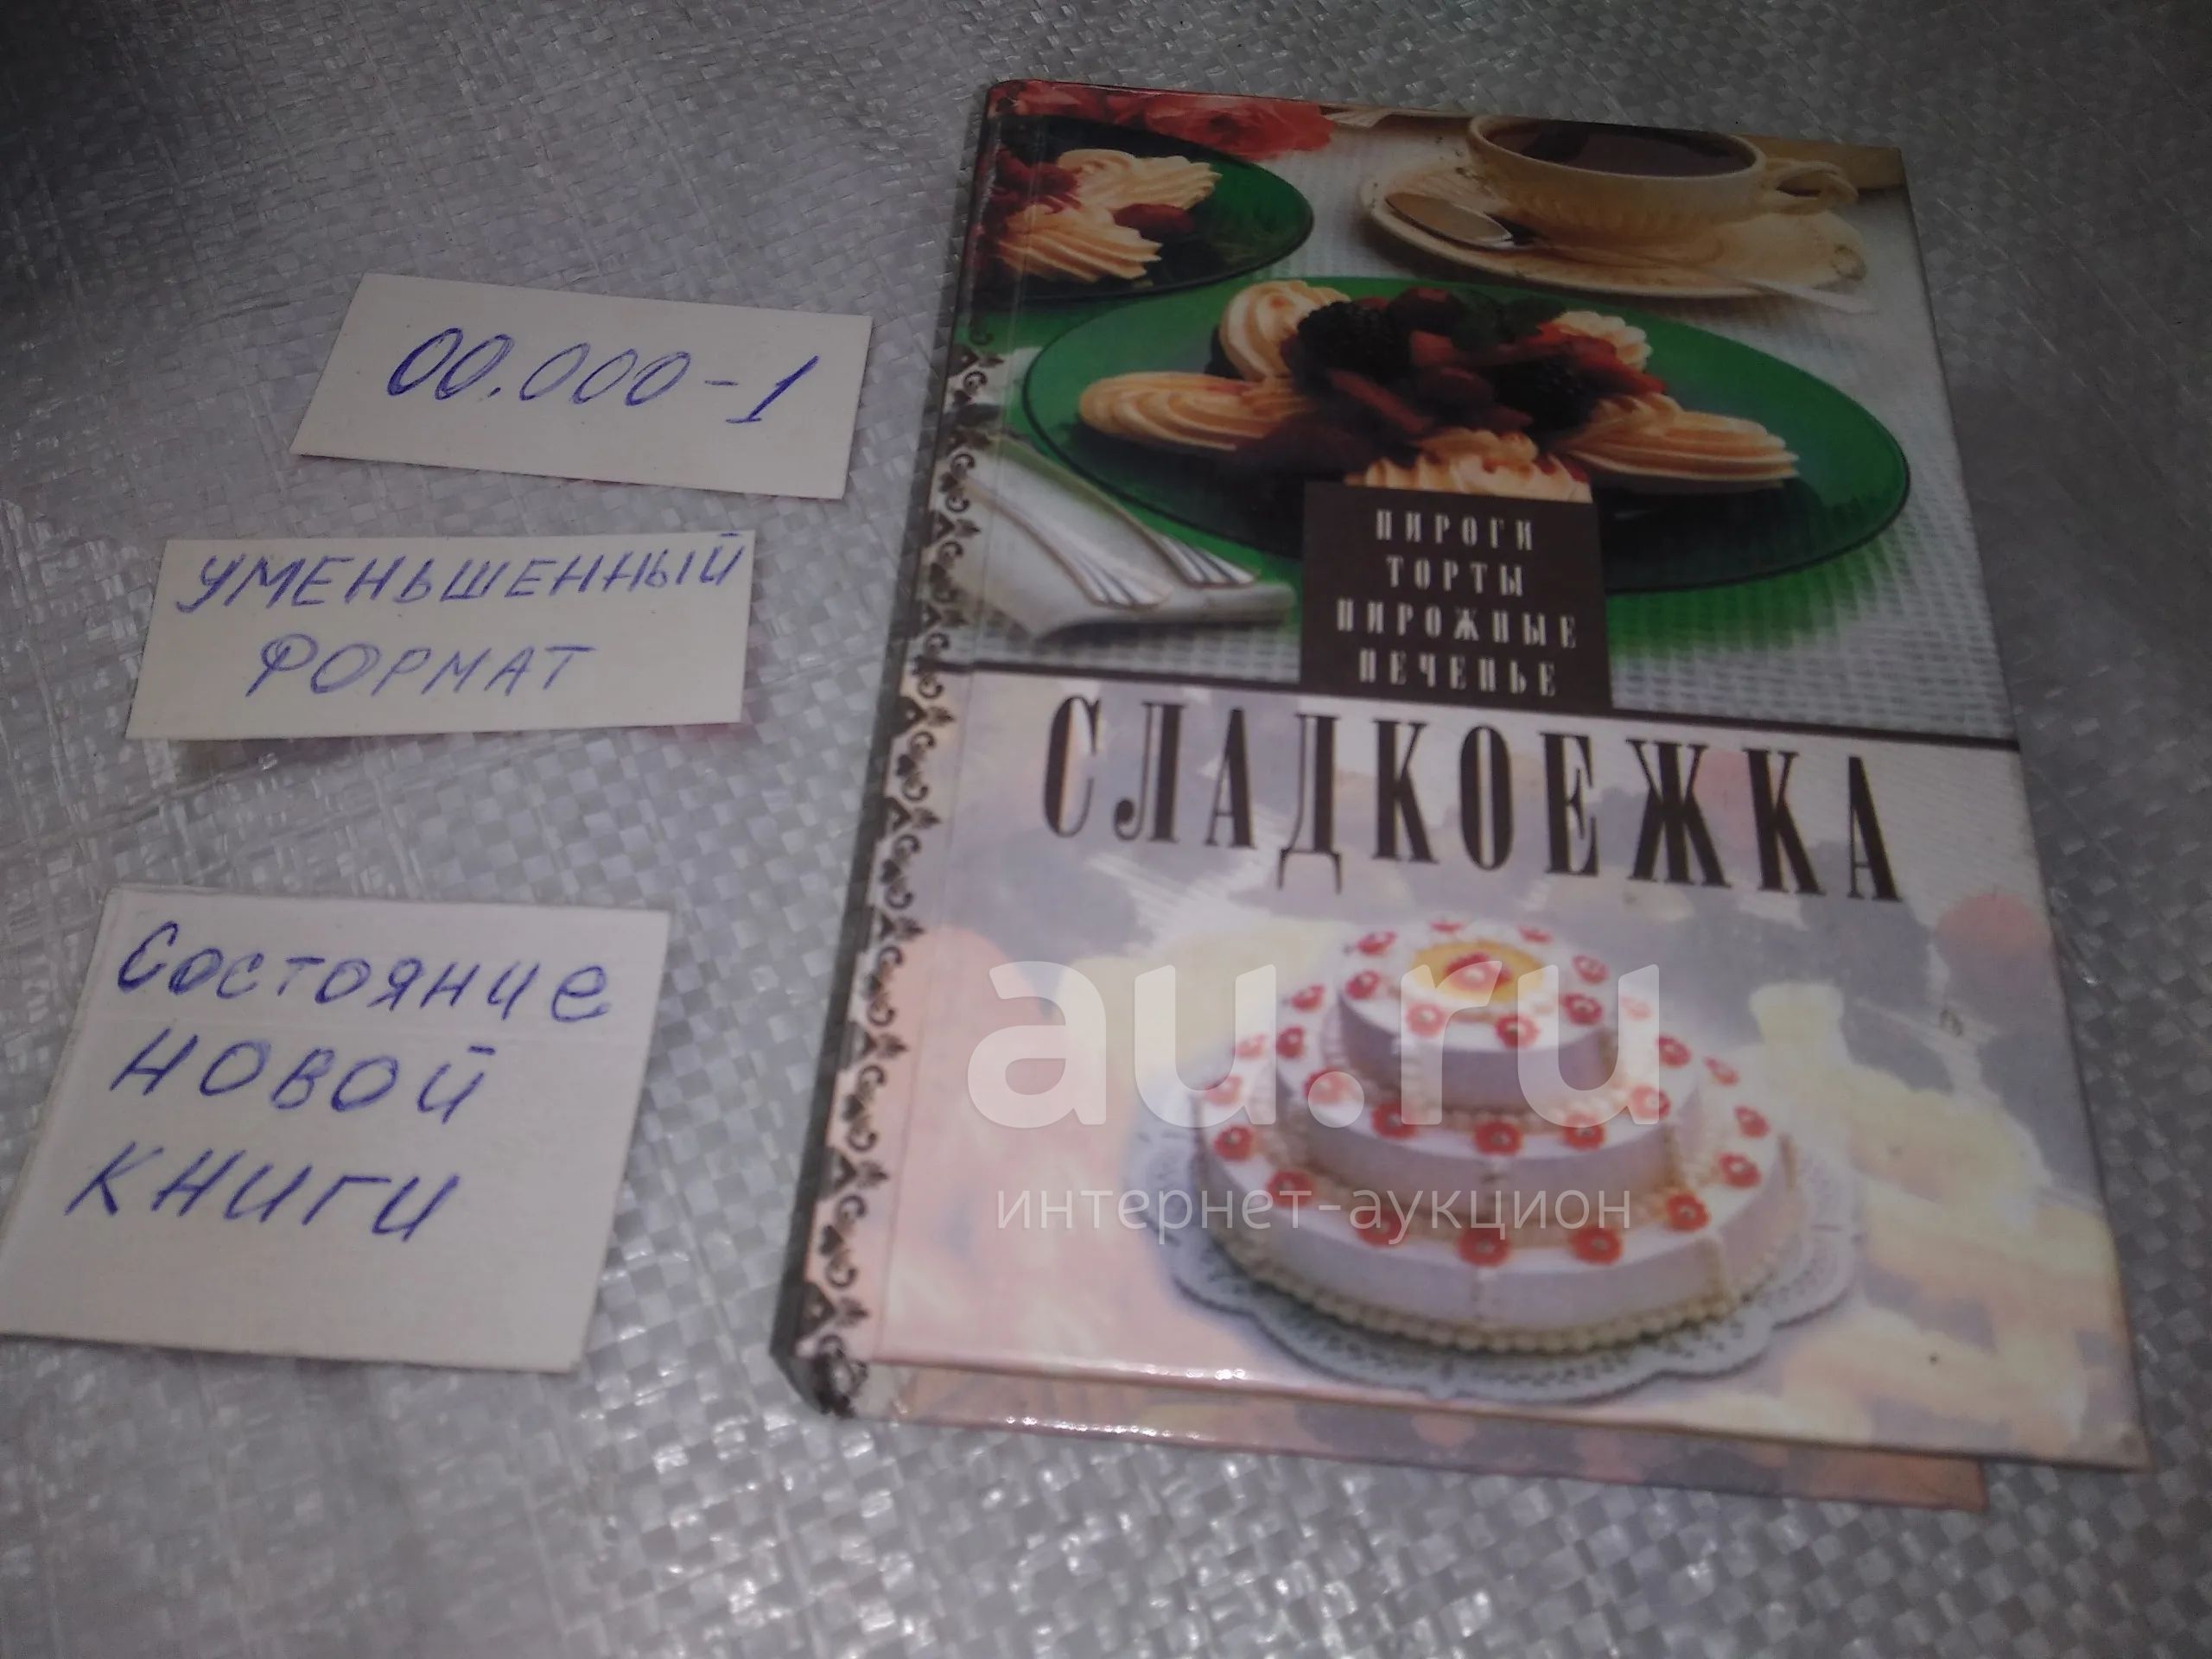 00.000-1
УМЕНЬШЕННЫЙ
ФОРМАТ
Состояние
новой
книги
ПИРОГИ
ТОРТЫ
ПИРОЖНЫЕ
ПЕЧЕНЬЕ
СЛАДКОЕЖКА
au.ru
интернет-аукцион